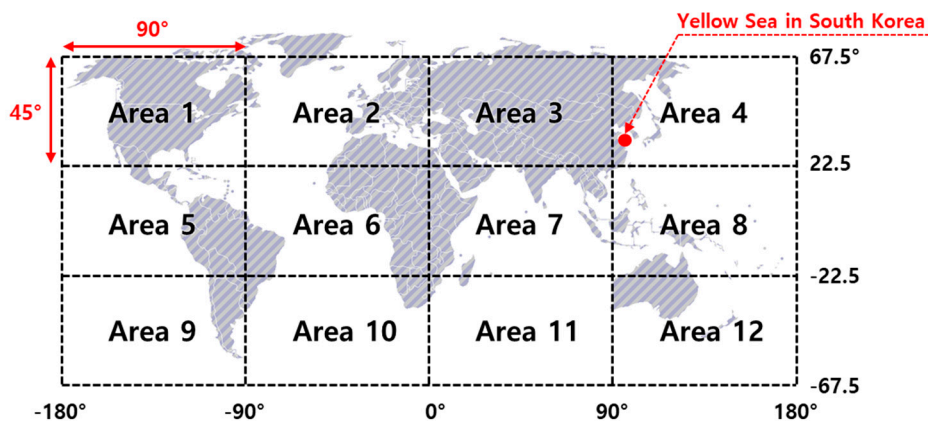 Yellow Sea in South Korea
90°
67.5°
45°
Area 1
Area 2
Area 3
Area 4
22.5
Area 5
Area 6
Area 7
Area 8
-22.5
Area 9
Area 10
Area 11
Area 12
-67.5
-180°
-90°
0°
90°
180°